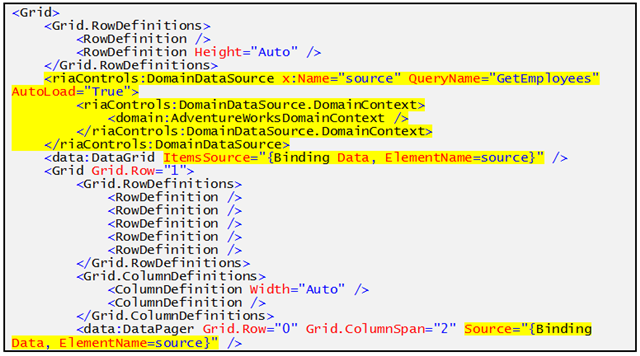 <Grid>
<Grid.RowDefinitions>
<RowDefinition />
<RowDefinition Height="Auto" />
</Grid.RowDefinitions>
<riaControls:DomainDataSource x:Name="source" QueryName="GetEmployees"
AutoLoad="True">
<riaControls:DomainDataSource.DomainContext>
<domain:AdventureWorksDomainContext />
</riaControls:DomainDataSource.DomainContext>
</riaControls:DomainDataSource>
<data:DataGrid ItemsSource="{Binding Data, ElementName=source}" />
<Grid Grid.Row="1">
<Grid.RowDefinitions>
<RowDefinition />
<RowDefinition />
<RowDefinition />
<RowDefinition />
<RowDefinition />
</Grid.RowDefinitions>
<Grid.ColumnDefinitions>
<ColumnDefinition Width="Auto" />
<ColumnDefinition />
</Grid.ColumnDefinitions>
<data:DataPager Grid.Row="0" Grid.ColumnSpan="2" Source="{Binding
Data, ElementName=source}" />